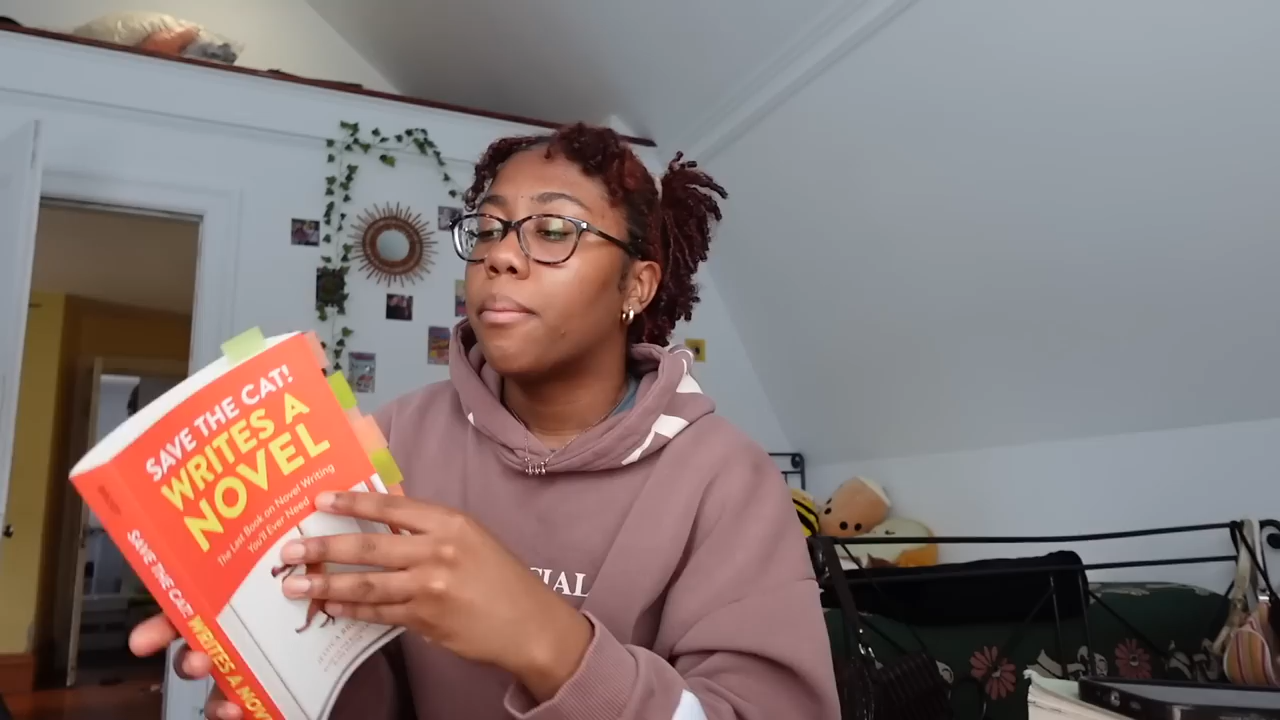 SAVE THE CAT!
WRITES A
NOVEL
The Last Book on Novel Writing
You'll Ever Need
SAVE THE CAT! WRITES A NOV
CIAL